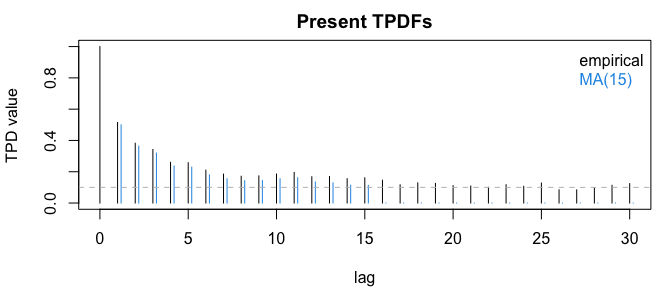 Present TPDFs
empirical
MA(15)
TPD value
0.0 0.4 0.8
0 5 10 15 20 25 30
lag